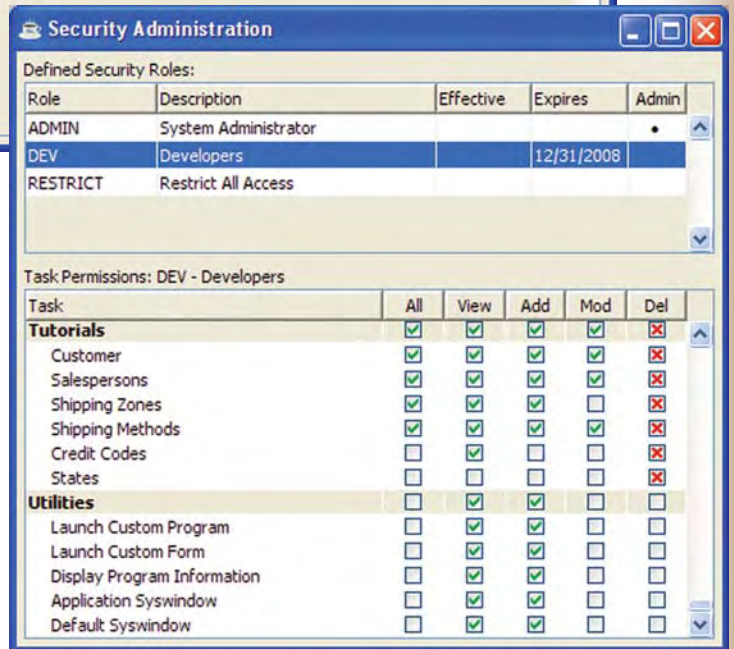 Security Administration
Defined Security Roles:
Role Description Effective Expires Admin
ADMIN System Administrator •
DEV Developers 12/31/2008
RESTRICT Restrict All Access
Task Permissions: DEV - Developers
Task All View Add Mod Del
Tutorials
Customer
Salespersons
Shipping Zones
Shipping Methods
Credit Codes
States
Utilities
Launch Custom Program
Launch Custom Form
Display Program Information
Application Syswindow
Default Syswindow